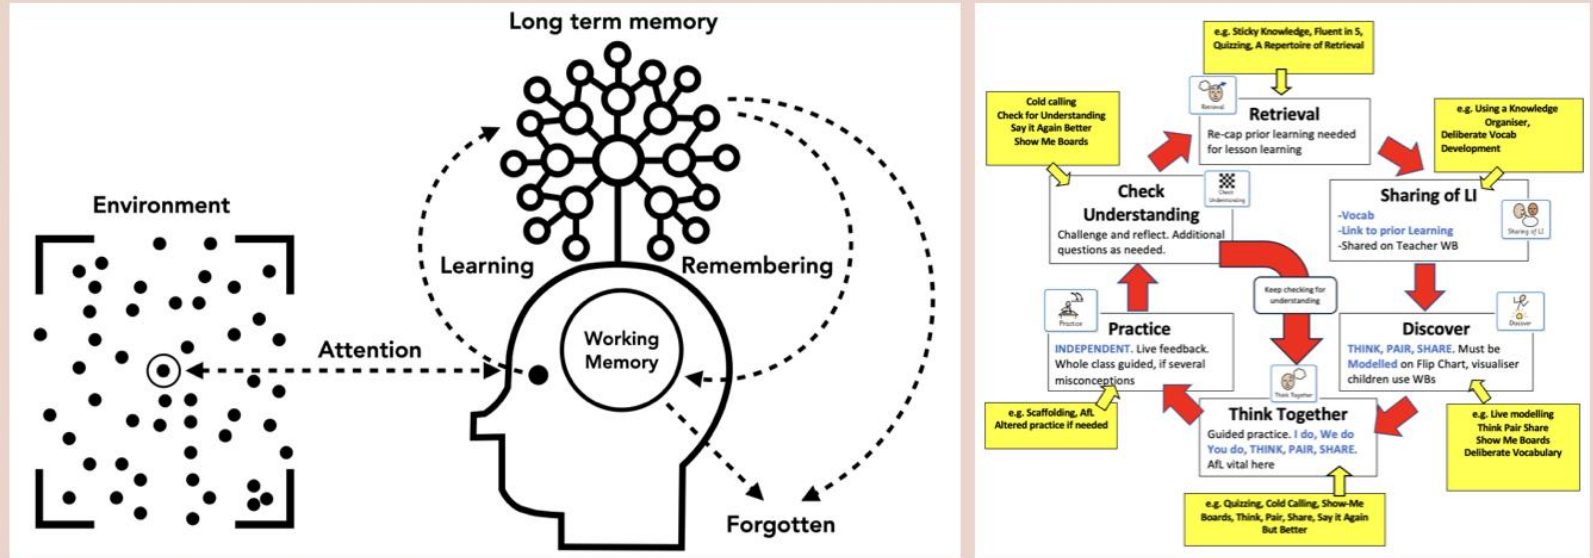 Long term memory
Environment
Learning
Remembering
Attention
Working
Memory
Forgotten
e.g. Sticky Knowledge, Fluent in 5,
Quizzing, A Repertoire of Retrieval
Retrieval
Retrieval
Re-cap prior learning needed
for lesson learning
Cold calling
Check for Understanding
Say it Again Better
Show Me Boards
e.g. Using a Knowledge
Organiser,
Deliberate Vocab
Development
Check
Understanding
Check
Understanding
Challenge and reflect. Additional
questions as needed.
Sharing of LI
-Vocab
-Link to prior Learning
-Shared on Teacher WB
Sharing of LI
Keep checking for
understanding
Practice
Practice
INDEPENDENT. Live feedback.
Whole class guided, if several
misconceptions
Discover
Discover
THINK, PAIR, SHARE. Must be
Modelled on Flip Chart, visualiser
children use WBs
Think Together
Think Together
Guided practice. I do, We do
You do, THINK, PAIR, SHARE.
AfL vital here
e.g. Scaffolding, AfL
Altered practice if needed
e.g. Live modelling
Think Pair Share
Show Me Boards
Deliberate Vocabulary
e.g. Quizzing, Cold Calling, Show-Me
Boards, Think, Pair, Share, Say it Again
But Better